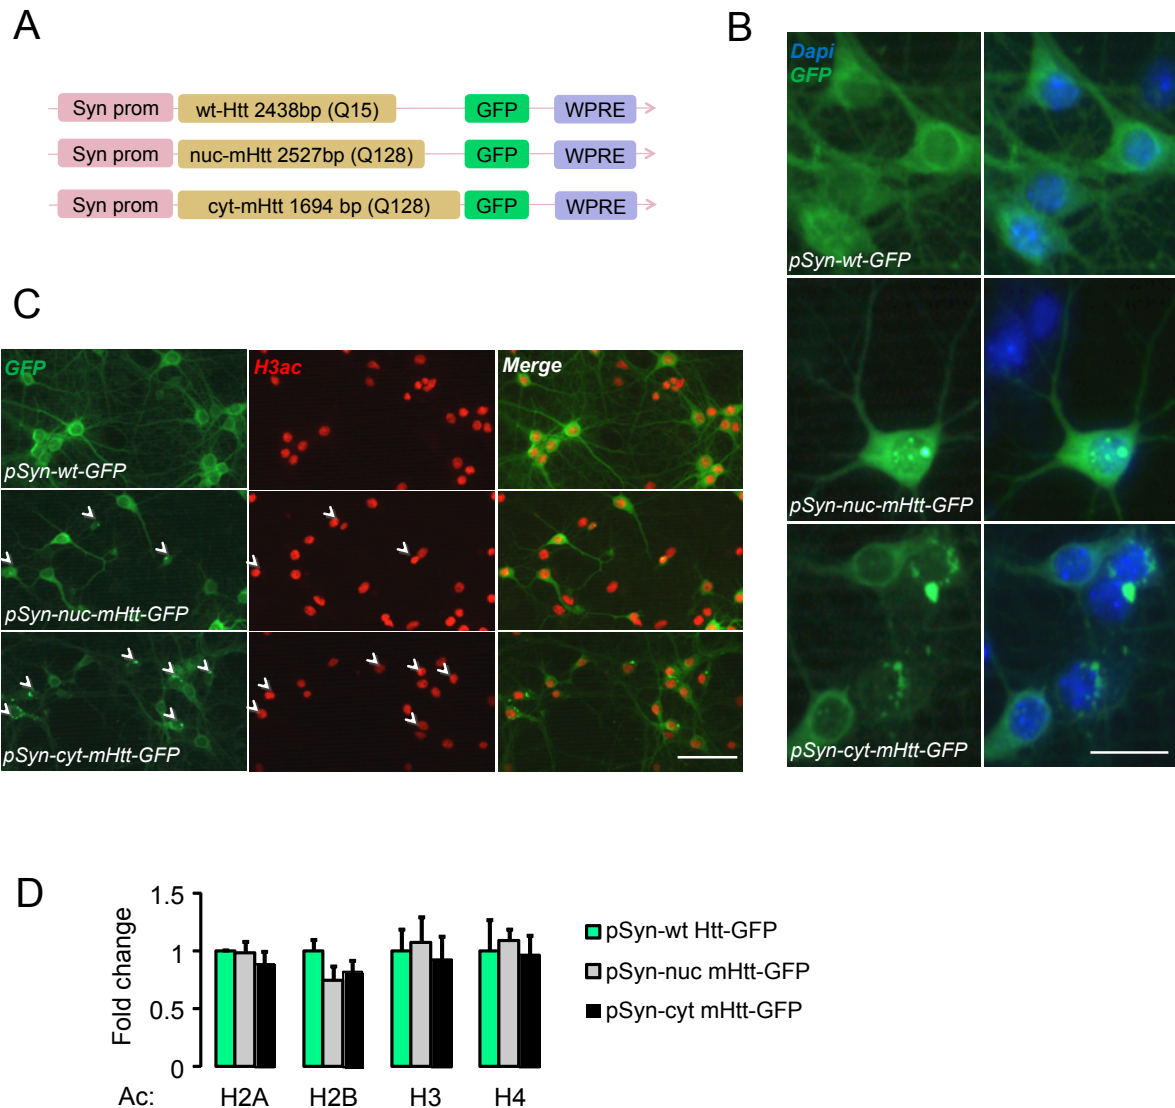 A
Syn prom wt-Htt 2438bp (Q15) GFP WPRE
Syn prom nuc-mHtt 2527bp (Q128) GFP WPRE
Syn prom cyt-mHtt 1694 bp (Q128) GFP WPRE
B
Dapi
GFP
pSyn-wt-GFP
pSyn-nuc-mHtt-GFP
pSyn-cyt-mHtt-GFP
C
GFP H3ac Merge
pSyn-wt-GFP
pSyn-nuc-mHtt-GFP
pSyn-cyt-mHtt-GFP
D
Fold change
1.5
1
0.5
0
Ac: H2A H2B H3 H4
pSyn-wt Htt-GFP
pSyn-nuc mHtt-GFP
pSyn-cyt mHtt-GFP